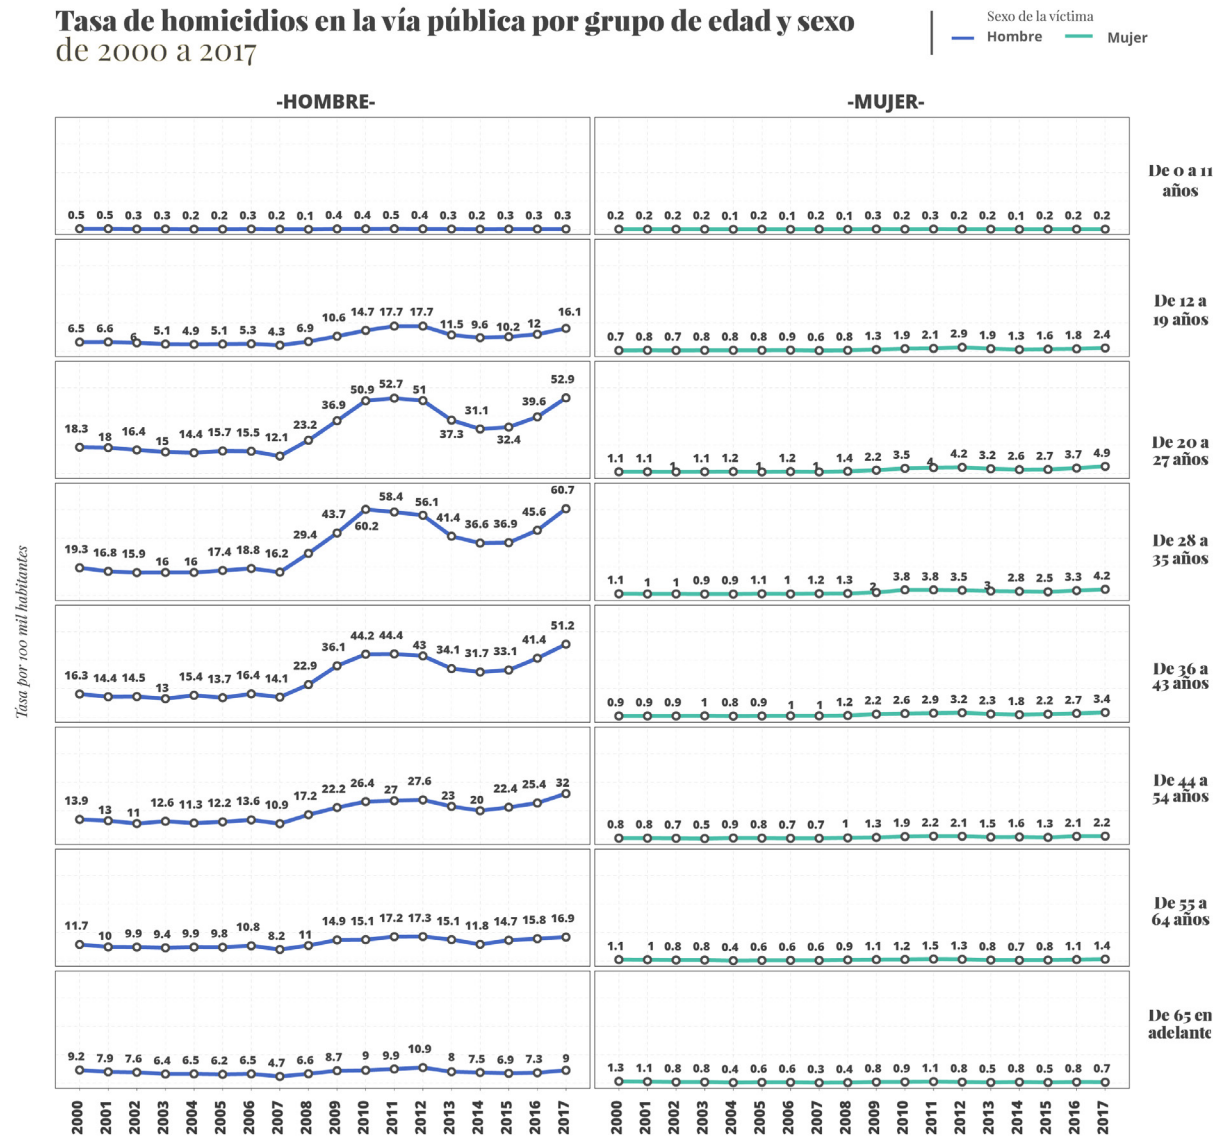 Tasa de homicidios en la vía pública por grupo de edad y sexo
de 2000 a 2017
Sexo de la víctima
Hombre Mujer
-HOMBRE- -MUJER-
De 0 a 11
años
0.5 0.5 0.3 0.3 0.2 0.2 0.3 0.2 0.1 0.4 0.4 0.5 0.4 0.3 0.2 0.3 0.3 0.3
0.2 0.2 0.2 0.2 0.1 0.2 0.1 0.2 0.1 0.3 0.2 0.3 0.2 0.2 0.1 0.2 0.2 0.2
De 12 a
19 años
6.5 6.6 6 5.1 4.9 5.1 5.3 4.3 6.9 10.6 14.7 17.7 17.7 11.5 9.6 10.2 12 16.1
0.7 0.8 0.7 0.8 0.8 0.8 0.9 0.6 0.8 1.3 1.9 2.1 2.9 1.9 1.3 1.6 1.8 2.4
De 20 a
27 años
18.3 18 16.4 15 14.4 15.7 15.5 12.1 23.2 36.9 50.9 52.7 51 37.3 31.1 32.4 39.6 52.9
1.1 1.1 1 1.1 1.2 1 1.2 1 1.4 2.2 3.5 4 4.2 3.2 2.6 2.7 3.7 4.9
De 28 a
35 años
19.3 16.8 15.9 16 16 17.4 18.8 16.2 29.4 43.7 60.2 58.4 56.1 41.4 36.6 36.9 45.6 60.7
1.1 1 1 0.9 0.9 1.1 1 1.2 1.3 2 3.8 3.8 3.5 3 2.8 2.5 3.3 4.2
De 36 a
43 años
16.3 14.4 14.5 13 15.4 13.7 16.4 14.1 22.9 36.1 44.2 44.4 43 34.1 31.7 33.1 41.4 51.2
0.9 0.9 0.9 1 0.8 0.9 1 1 1.2 2.2 2.6 2.9 3.2 2.3 1.8 2.2 2.7 3.4
De 44 a
54 años
13.9 13 11 12.6 11.3 12.2 13.6 10.9 17.2 22.2 26.4 27 27.6 23 20 22.4 25.4 32
0.8 0.8 0.7 0.5 0.9 0.8 0.7 0.7 1 1.3 1.9 2.2 2.1 1.5 1.6 1.3 2.1 2.2
De 55 a
64 años
11.7 10 9.9 9.4 9.9 9.8 10.8 8.2 11 14.9 15.1 17.2 17.3 15.1 11.8 14.7 15.8 16.9
1.1 1 0.8 0.8 0.4 0.6 0.6 0.6 0.9 1.1 1.2 1.5 1.3 0.8 0.7 0.8 1.1 1.4
De 65 en
adelante
9.2 7.9 7.6 6.4 6.5 6.2 6.5 4.7 6.6 8.7 9 9.9 10.9 8 7.5 6.9 7.3 9
1.3 1.1 0.8 0.8 0.4 0.6 0.6 0.3 0.4 0.8 0.9 1.1 0.8 0.5 0.8 0.5 0.8 0.7
2000 2001 2002 2003 2004 2005 2006 2007 2008 2009 2010 2011 2012 2013 2014 2015 2016 2017
2000 2001 2002 2003 2004 2005 2006 2007 2008 2009 2010 2011 2012 2013 2014 2015 2016 2017
Tasa por 100 mil habitantes